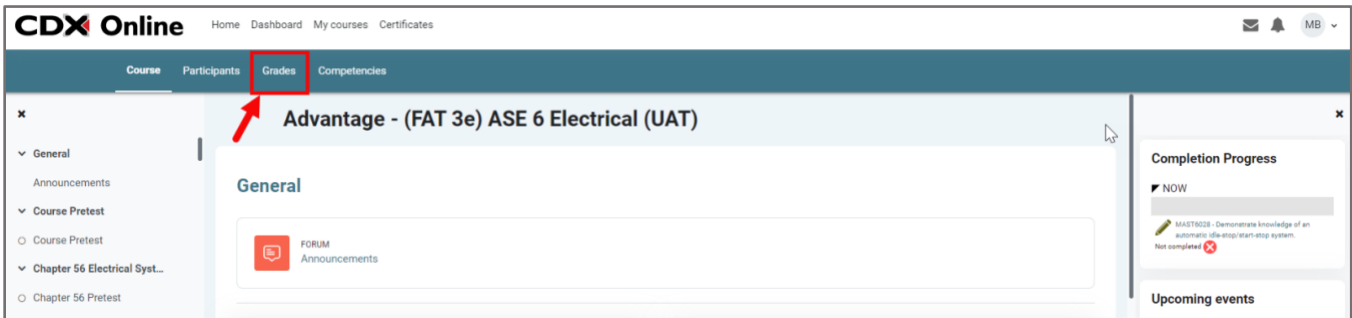 CDX Online
Home Dashboard My courses Certificates
MB
Course Participants Grades Competencies
Advantage - (FAT 3e) ASE 6 Electrical (UAT)
General
Announcements
Course Pretest
Course Pretest
Chapter 56 Electrical Syst...
Chapter 56 Pretest
General
FORUM
Announcements
Completion Progress
NOW
MAST6028 - Demonstrate knowledge of an
automatic idle-stop/start-stop system.
Not completed
Upcoming events